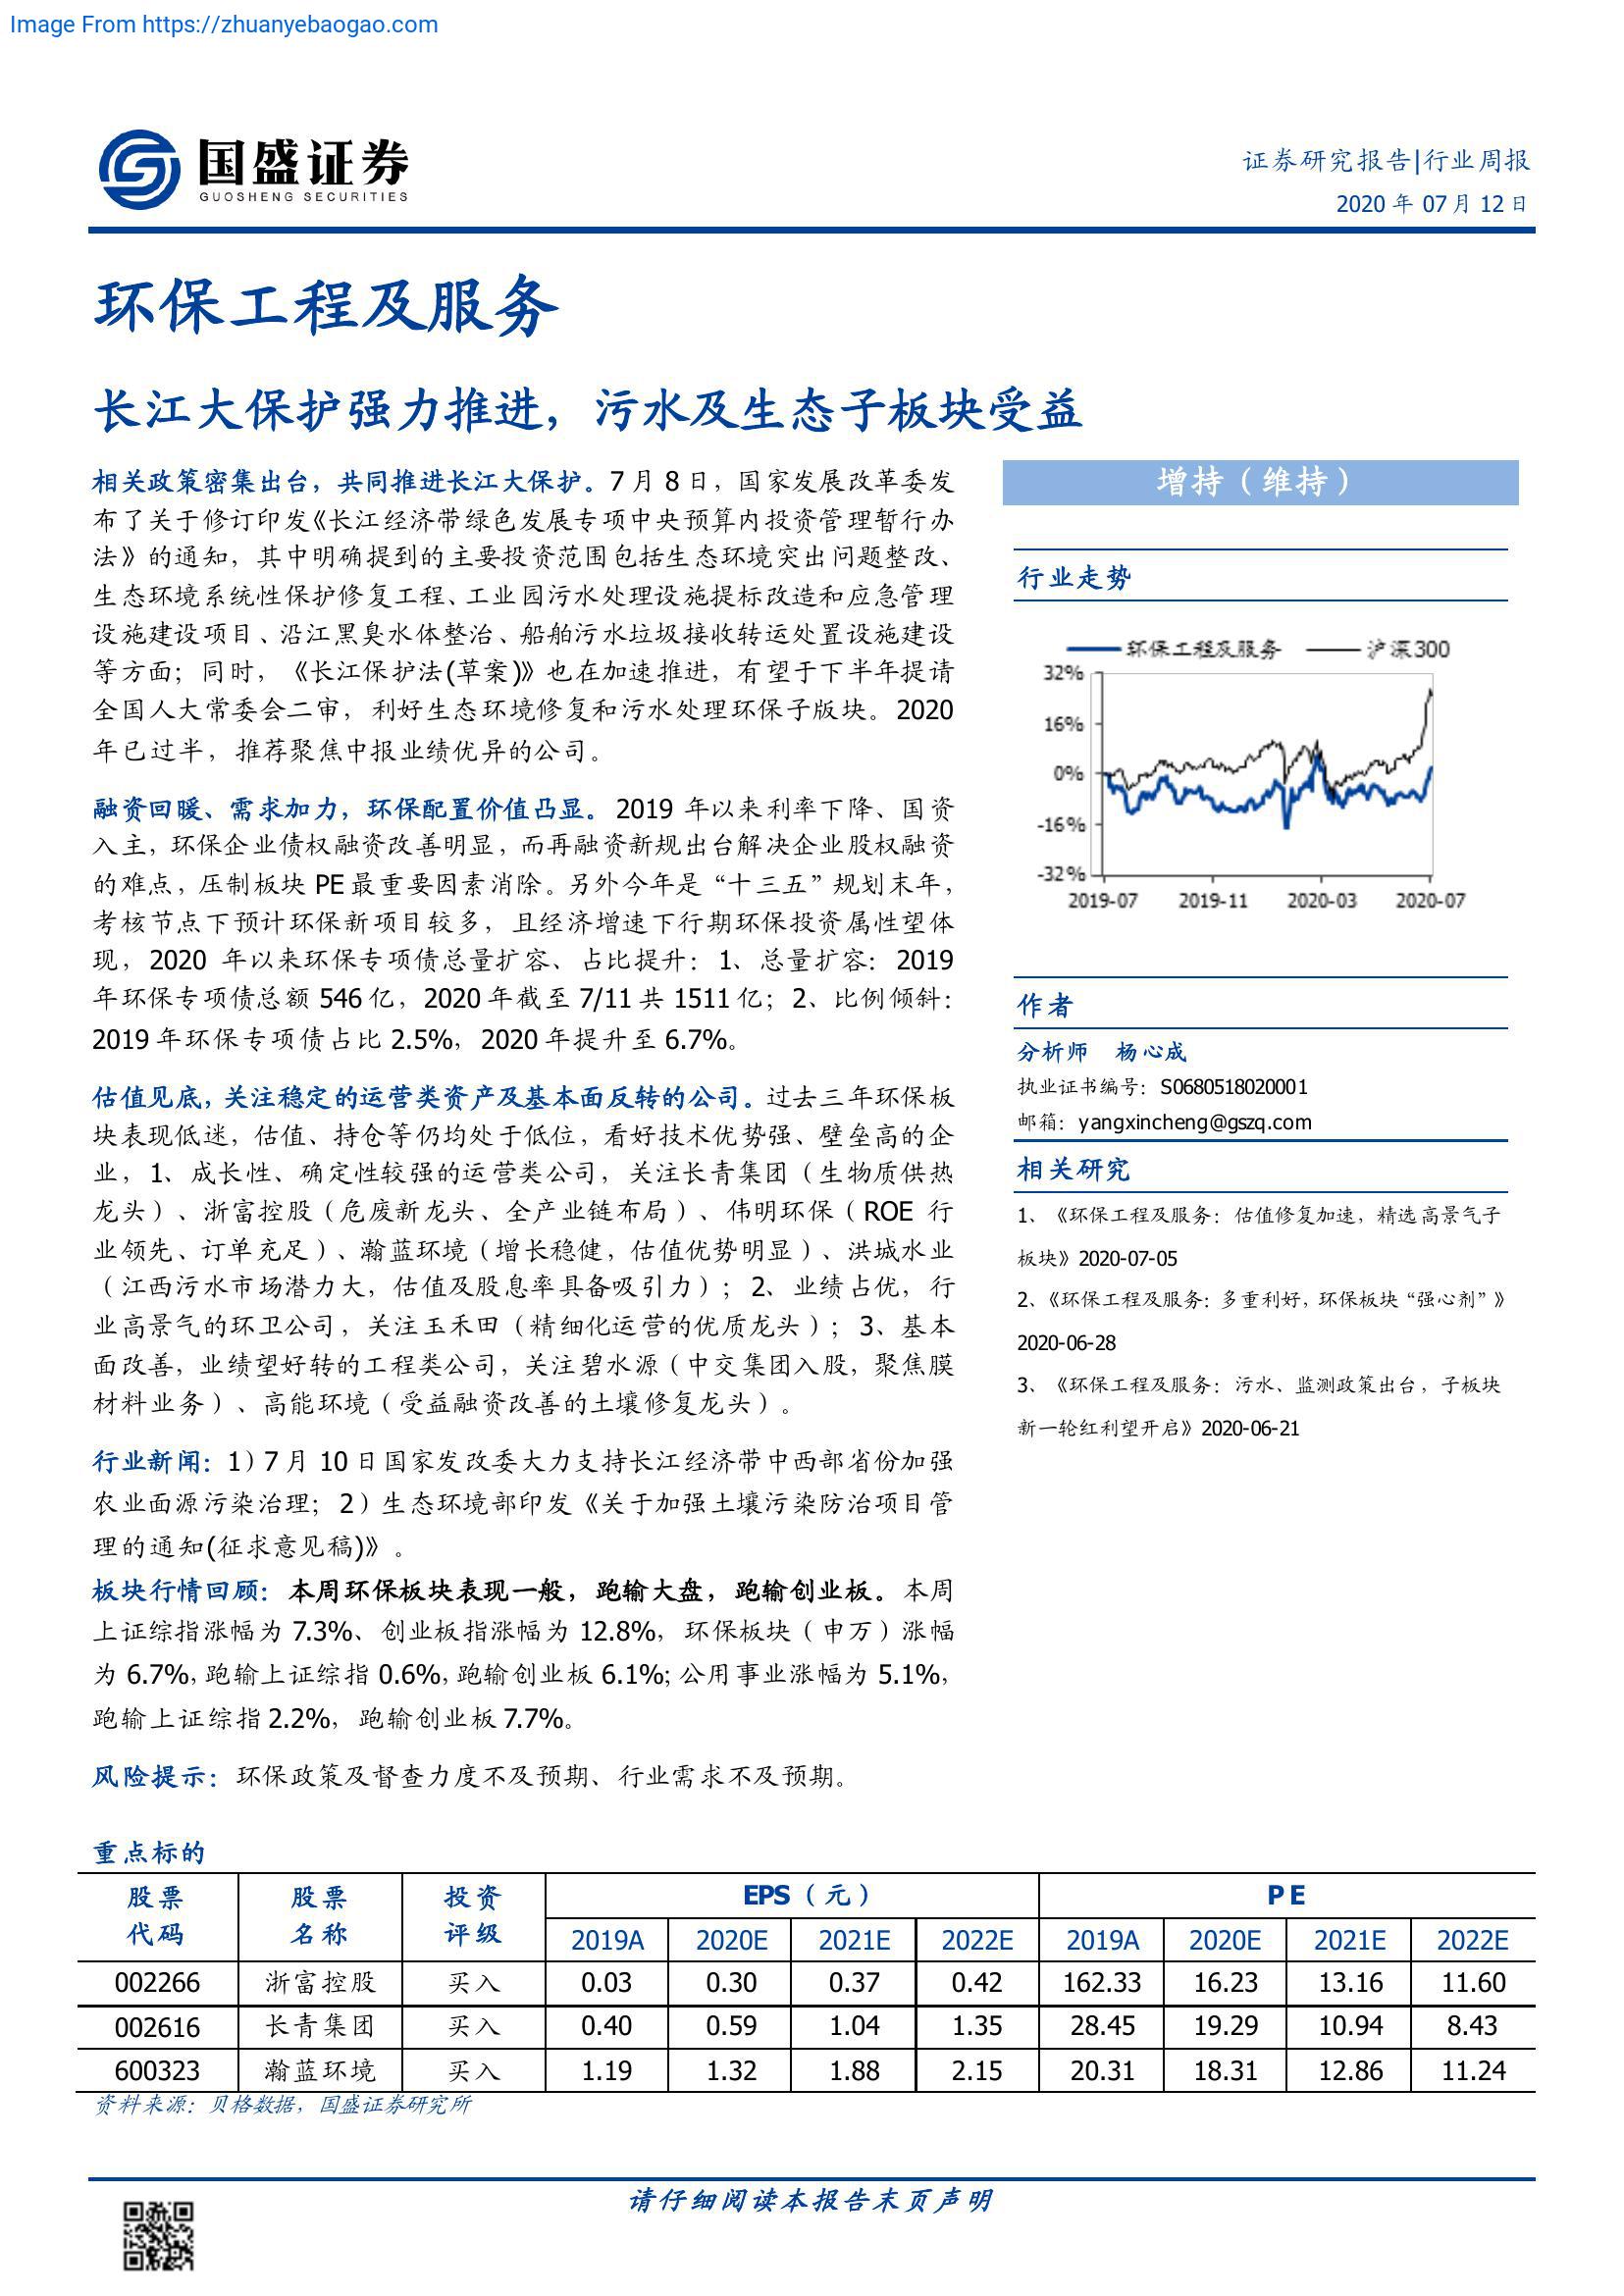 Image From https://zhuanyebaogao.com
国盛证券
GUOSHENG SECURITIES
证券研究报告|行业周报
2020 年 07 月 12 日
环保工程及服务
长江大保护强力推进，污水及生态子板块受益
相关政策密集出台，共同推进长江大保护。7 月 8 日，国家发展改革委发
布了关于修订印发《长江经济带绿色发展专项中央预算内投资管理暂行办
法》的通知，其中明确提到的主要投资范围包括生态环境突出问题整改、
生态环境系统性保护修复工程、工业园污水处理设施提标改造和应急管理
设施建设项目、沿江黑臭水体整治、船舶污水垃圾接收转运处置设施建设
等方面；同时，《长江保护法(草案)》也在加速推进，有望于下半年提请
全国人大常委会二审，利好生态环境修复和污水处理环保子版块。2020
年已过半，推荐聚焦中报业绩优异的公司。
融资回暖、需求加力，环保配置价值凸显。2019 年以来利率下降、国资
入主，环保企业债权融资改善明显，而再融资新规出台解决企业股权融资
的难点，压制板块 PE 最重要因素消除。另外今年是“十三五”规划末年，
考核节点下预计环保新项目较多，且经济增速下行期环保投资属性望体
现，2020 年以来环保专项债总量扩容、占比提升：1、总量扩容：2019
年环保专项债总额 546 亿，2020 年截至 7/11 共 1511 亿；2、比例倾斜：
2019 年环保专项债占比 2.5%，2020 年提升至 6.7%。
估值见底，关注稳定的运营类资产及基本面反转的公司。过去三年环保板
块表现低迷，估值、持仓等仍均处于低位，看好技术优势强、壁垒高的企
业，1、成长性、确定性较强的运营类公司，关注长青集团（生物质供热
龙头）、浙富控股（危废新龙头、全产业链布局）、伟明环保（ROE 行
业领先、订单充足）、瀚蓝环境（增长稳健，估值优势明显）、洪城水业
（江西污水市场潜力大，估值及股息率具备吸引力）；2、业绩占优，行
业高景气的环卫公司，关注玉禾田（精细化运营的优质龙头）；3、基本
面改善，业绩望好转的工程类公司，关注碧水源（中交集团入股，聚焦膜
材料业务）、高能环境（受益融资改善的土壤修复龙头）。
行业新闻：1）7 月 10 日国家发改委大力支持长江经济带中西部省份加强
农业面源污染治理；2）生态环境部印发《关于加强土壤污染防治项目管
理的通知(征求意见稿)》。
板块行情回顾：本周环保板块表现一般，跑输大盘，跑输创业板。本周
上证综指涨幅为 7.3%、创业板指涨幅为 12.8%，环保板块（申万）涨幅
为 6.7%，跑输上证综指 0.6%，跑输创业板 6.1%；公用事业涨幅为 5.1%，
跑输上证综指 2.2%，跑输创业板 7.7%。
风险提示：环保政策及督查力度不及预期、行业需求不及预期。
增持（维持）
行业走势
环保工程及服务 沪深300
32%
16%
0%
-16%
-32%
2019-07 2019-11 2020-03 2020-07
作者
分析师 杨心成
执业证书编号：S0680518020001
邮箱：yangxincheng@gszq.com
相关研究
1、《环保工程及服务：估值修复加速，精选高景气子
板块》2020-07-05
2、《环保工程及服务：多重利好，环保板块“强心剂”》
2020-06-28
3、《环保工程及服务：污水、监测政策出台，子板块
新一轮红利望开启》2020-06-21
重点标的
股票 股票 投资 EPS（元） PE
代码 名称 评级 2019A 2020E 2021E 2022E 2019A 2020E 2021E 2022E
002266 浙富控股 买入 0.03 0.30 0.37 0.42 162.33 16.23 13.16 11.60
002616 长青集团 买入 0.40 0.59 1.04 1.35 28.45 19.29 10.94 8.43
600323 瀚蓝环境 买入 1.19 1.32 1.88 2.15 20.31 18.31 12.86 11.24
资料来源：贝格数据，国盛证券研究所
请仔细阅读本报告末页声明